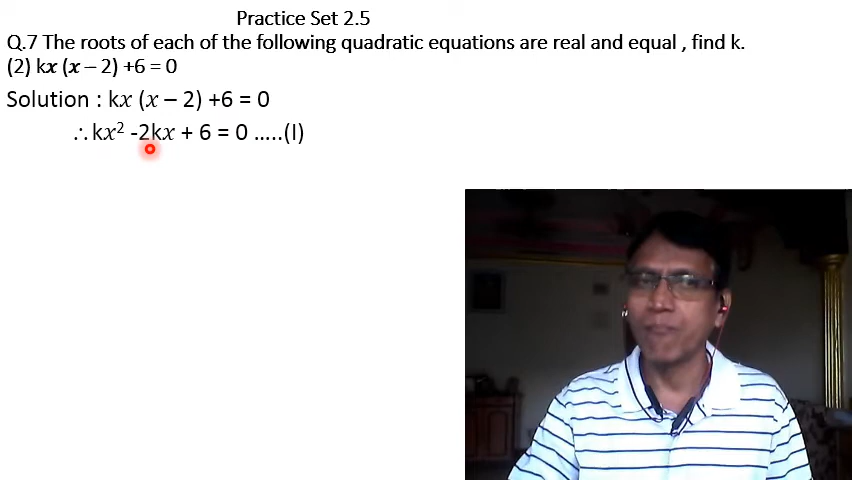 Practice Set 2.5
Q.7 The roots of each of the following quadratic equations are real and equal , find k.
(2) kx (x – 2) +6 = 0
Solution : kx (x – 2) +6 = 0
∴ kx² -2kx + 6 = 0 .....(I)